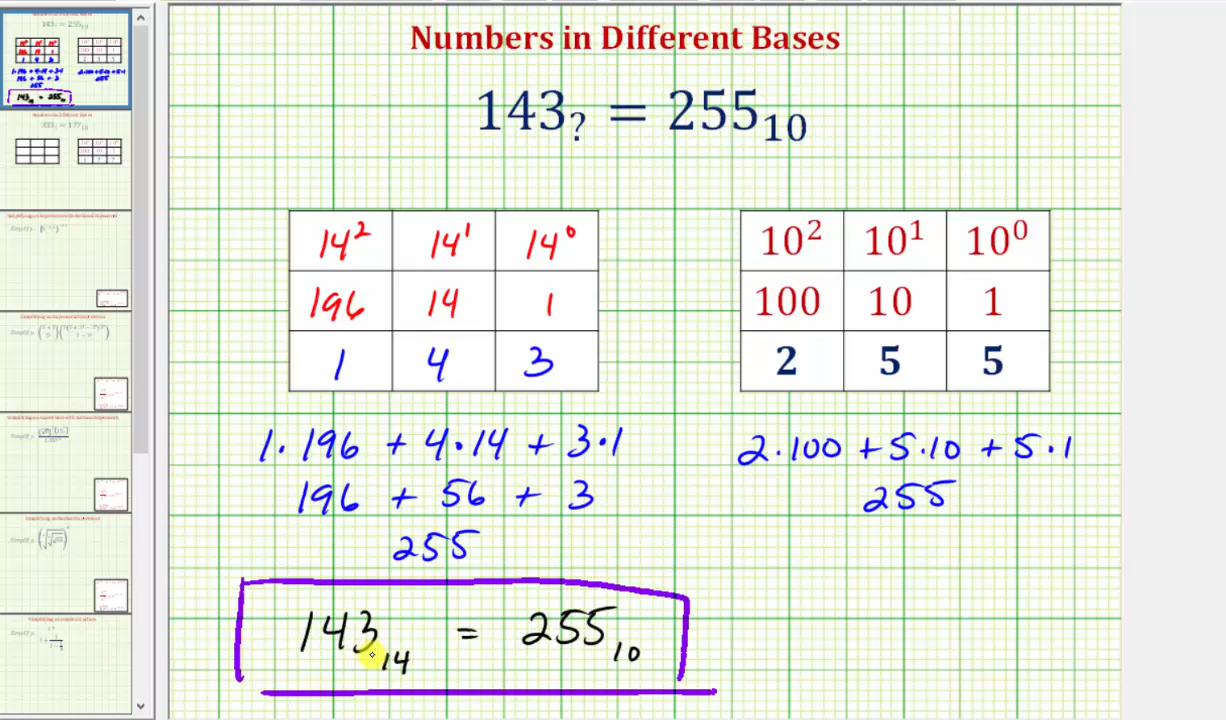 Numbers in Different Bases
143? = 255₁₀
14² 14¹ 14⁰
196 14 1
1 4 3
10² 10¹ 10⁰
100 10 1
2 5 5
1·196 + 4·14 + 3·1
196 + 56 + 3
255
2·100 + 5·10 + 5·1
255
143₁₄ = 255₁₀